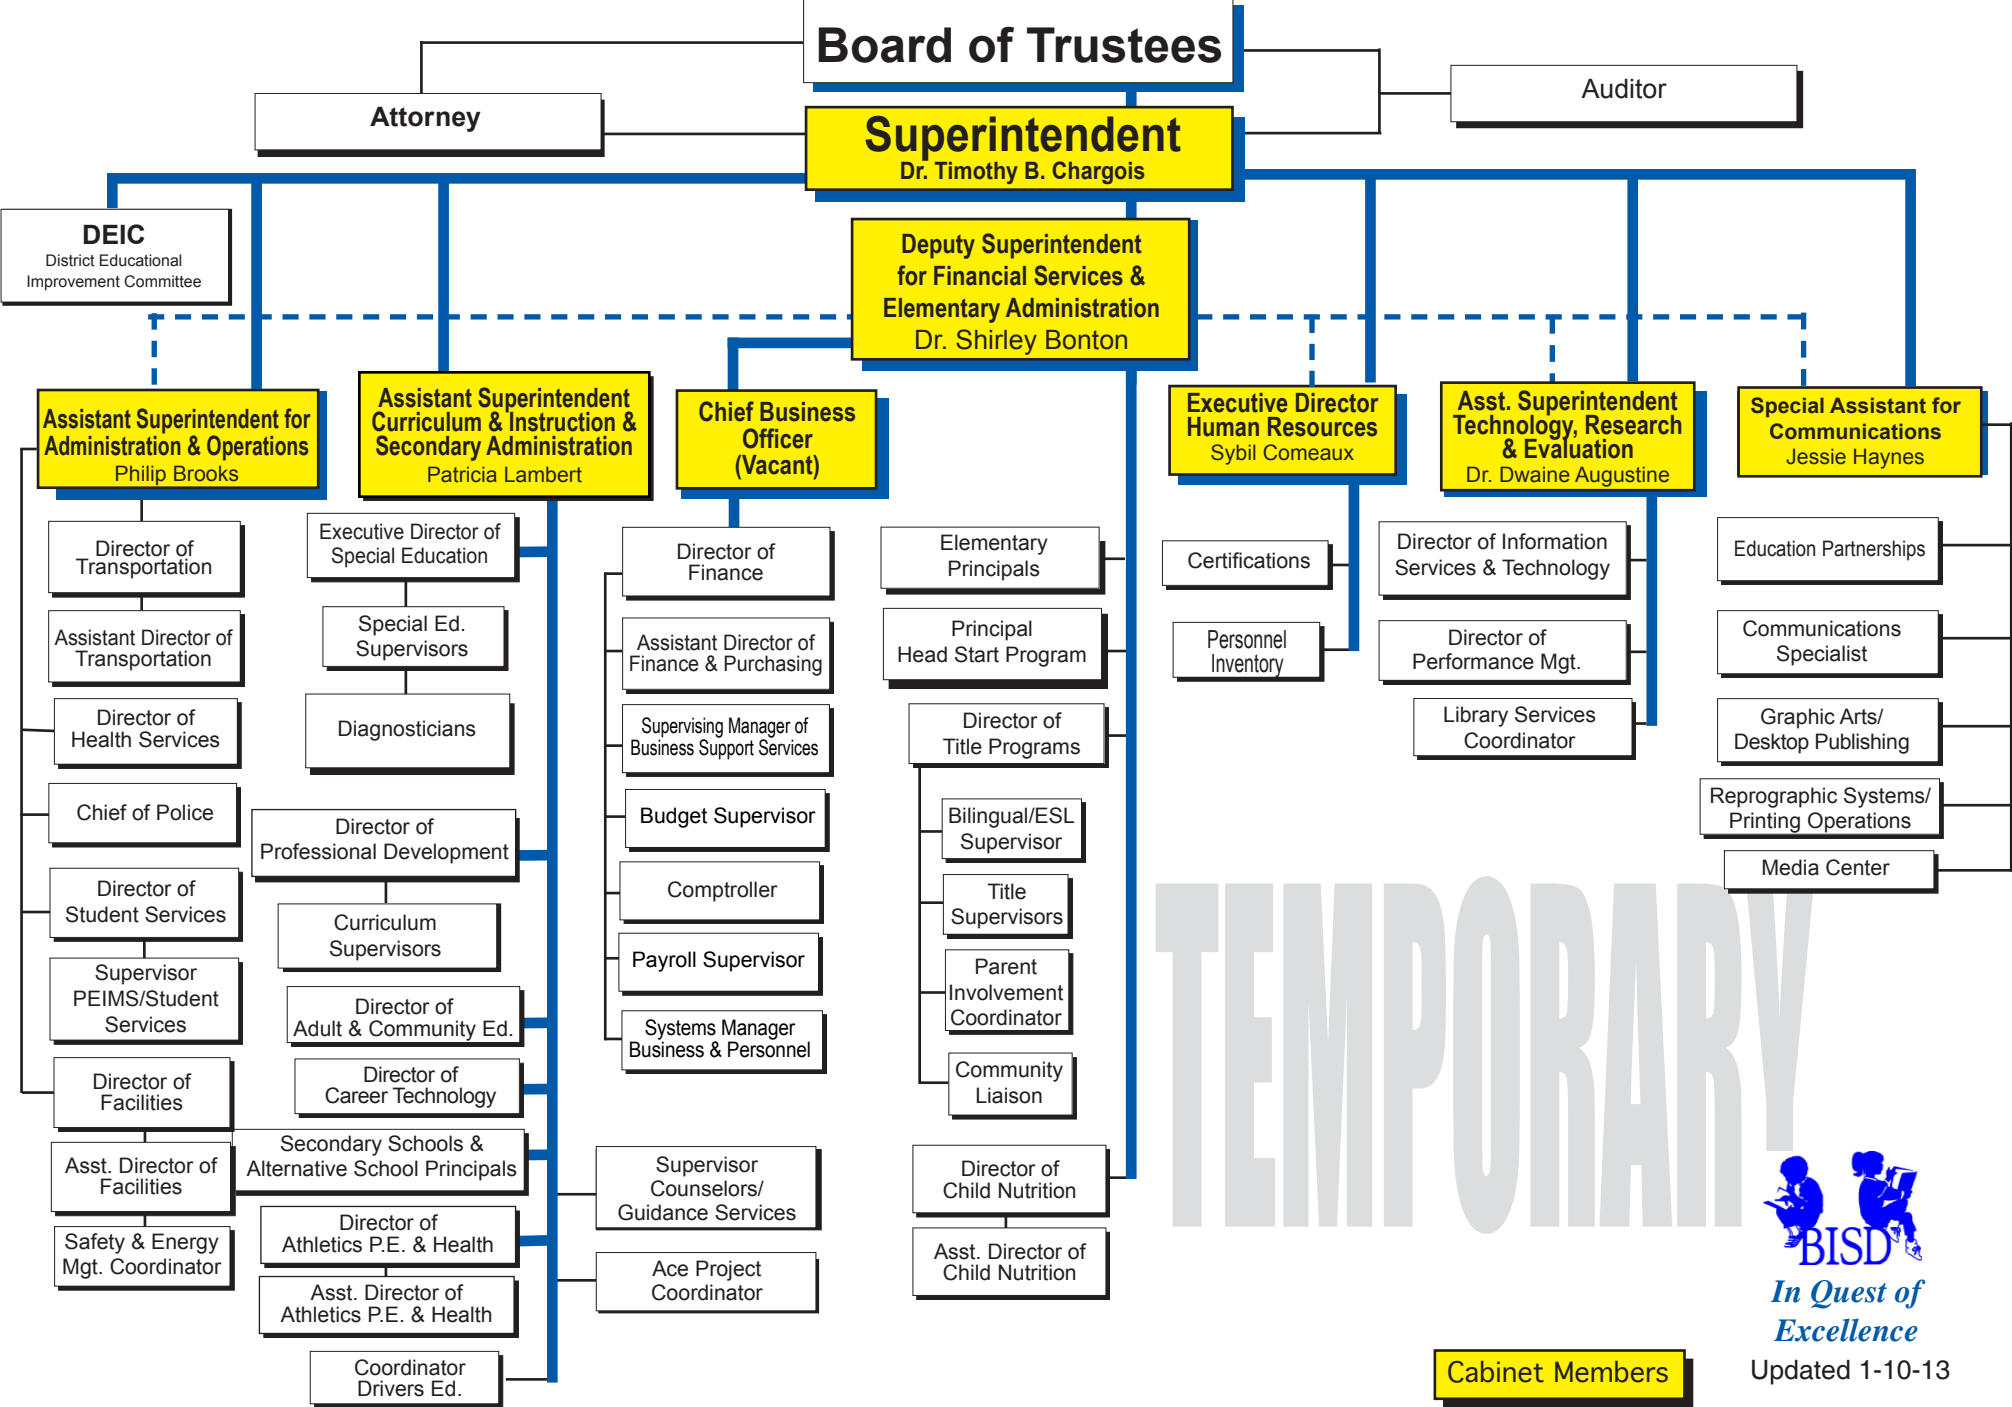 Board of Trustees
Attorney
Auditor
Superintendent
Dr. Timothy B. Chargois
DEIC
District Educational
Improvement Committee
Deputy Superintendent
for Financial Services &
Elementary Administration
Dr. Shirley Bonton
Assistant Superintendent for
Administration & Operations
Philip Brooks
Assistant Superintendent
Curriculum & Instruction &
Secondary Administration
Patricia Lambert
Chief Business
Officer
(Vacant)
Executive Director
Human Resources
Sybil Comeaux
Asst. Superintendent
Technology, Research
& Evaluation
Dr. Dwaine Augustine
Special Assistant for
Communications
Jessie Haynes
Director of
Transportation
Assistant Director of
Transportation
Director of
Health Services
Chief of Police
Director of
Student Services
Supervisor
PEIMS/Student
Services
Director of
Facilities
Asst. Director of
Facilities
Safety & Energy
Mgt. Coordinator
Executive Director of
Special Education
Special Ed.
Supervisors
Diagnosticians
Director of
Professional Development
Curriculum
Supervisors
Director of
Adult & Community Ed.
Director of
Career Technology
Secondary Schools &
Alternative School Principals
Director of
Athletics P.E. & Health
Asst. Director of
Athletics P.E. & Health
Coordinator
Drivers Ed.
Supervisor
Counselors/
Guidance Services
Ace Project
Coordinator
Director of
Finance
Assistant Director of
Finance & Purchasing
Supervising Manager of
Business Support Services
Budget Supervisor
Comptroller
Payroll Supervisor
Systems Manager
Business & Personnel
Elementary
Principals
Principal
Head Start Program
Director of
Title Programs
Bilingual/ESL
Supervisor
Title
Supervisors
Parent
Involvement
Coordinator
Community
Liaison
Director of
Child Nutrition
Asst. Director of
Child Nutrition
Certifications
Personnel
Inventory
Director of Information
Services & Technology
Director of
Performance Mgt.
Library Services
Coordinator
Education Partnerships
Communications
Specialist
Graphic Arts/
Desktop Publishing
Reprographic Systems/
Printing Operations
Media Center
TEMPORARY
BISD
In Quest of
Excellence
Updated 1-10-13
Cabinet Members